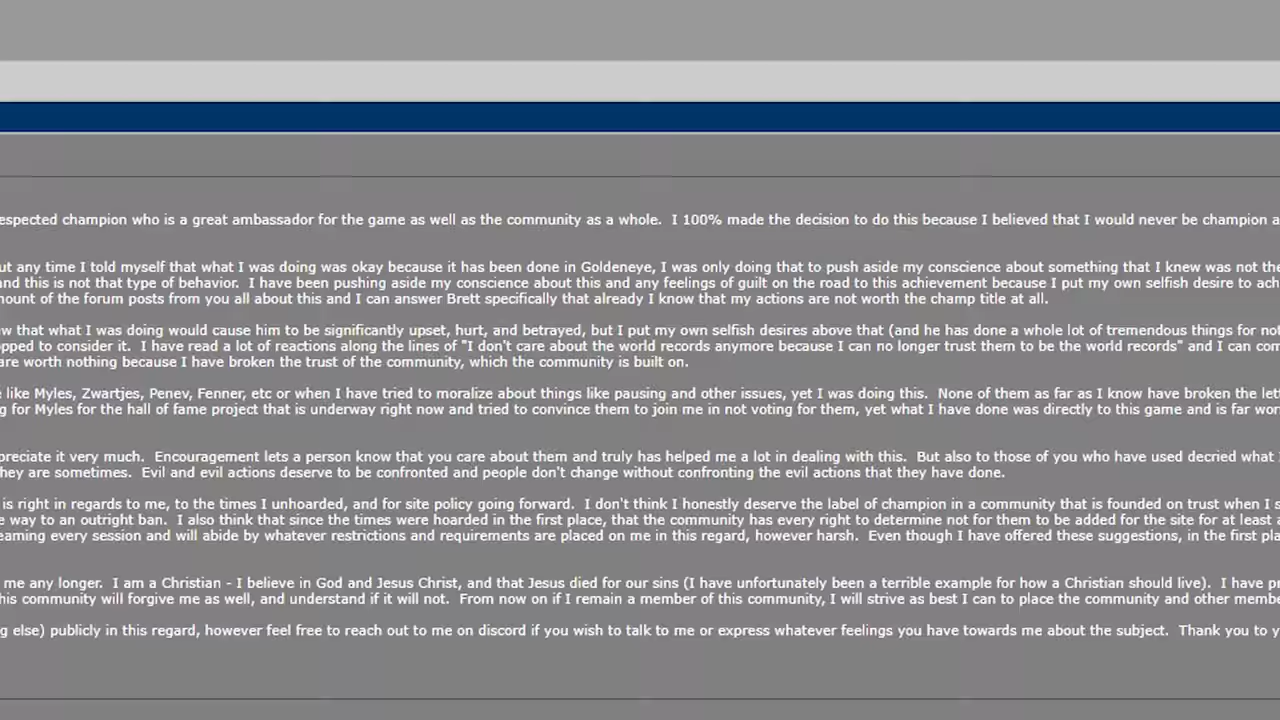 espected champion who is a great ambassador for the game as well as the community as a whole.  I 100% made the decision to do this because I believed that I would never be champion a
ut any time I told myself that what I was doing was okay because it has been done in Goldeneye, I was only doing that to push aside my conscience about something that I knew was not the
and this is not that type of behavior.  I have been pushing aside my conscience about this and any feelings of guilt on the road to this achievement because I put my own selfish desire to ach
mount of the forum posts from you all about this and I can answer Brett specifically that already I know that my actions are not worth the champ title at all.
ew that what I was doing would cause him to be significantly upset, hurt, and betrayed, but I put my own selfish desires above that (and he has done a whole lot of tremendous things for not
opped to consider it.  I have read a lot of reactions along the lines of "I don't care about the world records anymore because I can no longer trust them to be the world records" and I can com
are worth nothing because I have broken the trust of the community, which the community is built on.
e like Myles, Zwartjes, Penev, Fenner, etc or when I have tried to moralize about things like pausing and other issues, yet I was doing this.  None of them as far as I know have broken the let
g for Myles for the hall of fame project that is underway right now and tried to convince them to join me in not voting for them, yet what I have done was directly to this game and is far wor
preciate it very much.  Encouragement lets a person know that you care about them and truly has helped me a lot in dealing with this.  But also to those of you who have used decried what I
hey are sometimes.  Evil and evil actions deserve to be confronted and people don't change without confronting the evil actions that they have done.
is right in regards to me, to the times I unhoarded, and for site policy going forward.  I don't think I honestly deserve the label of champion in a community that is founded on trust when I s
e way to an outright ban.  I also think that since the times were hoarded in the first place, that the community has every right to determine not for them to be added for the site for at least a
eaming every session and will abide by whatever restrictions and requirements are placed on me in this regard, however harsh.  Even though I have offered these suggestions, in the first pla
me any longer.  I am a Christian - I believe in God and Jesus Christ, and that Jesus died for our sins (I have unfortunately been a terrible example for how a Christian should live).  I have pr
his community will forgive me as well, and understand if it will not.  From now on if I remain a member of this community, I will strive as best I can to place the community and other membe
g else) publicly in this regard, however feel free to reach out to me on discord if you wish to talk to me or express whatever feelings you have towards me about the subject.  Thank you to y